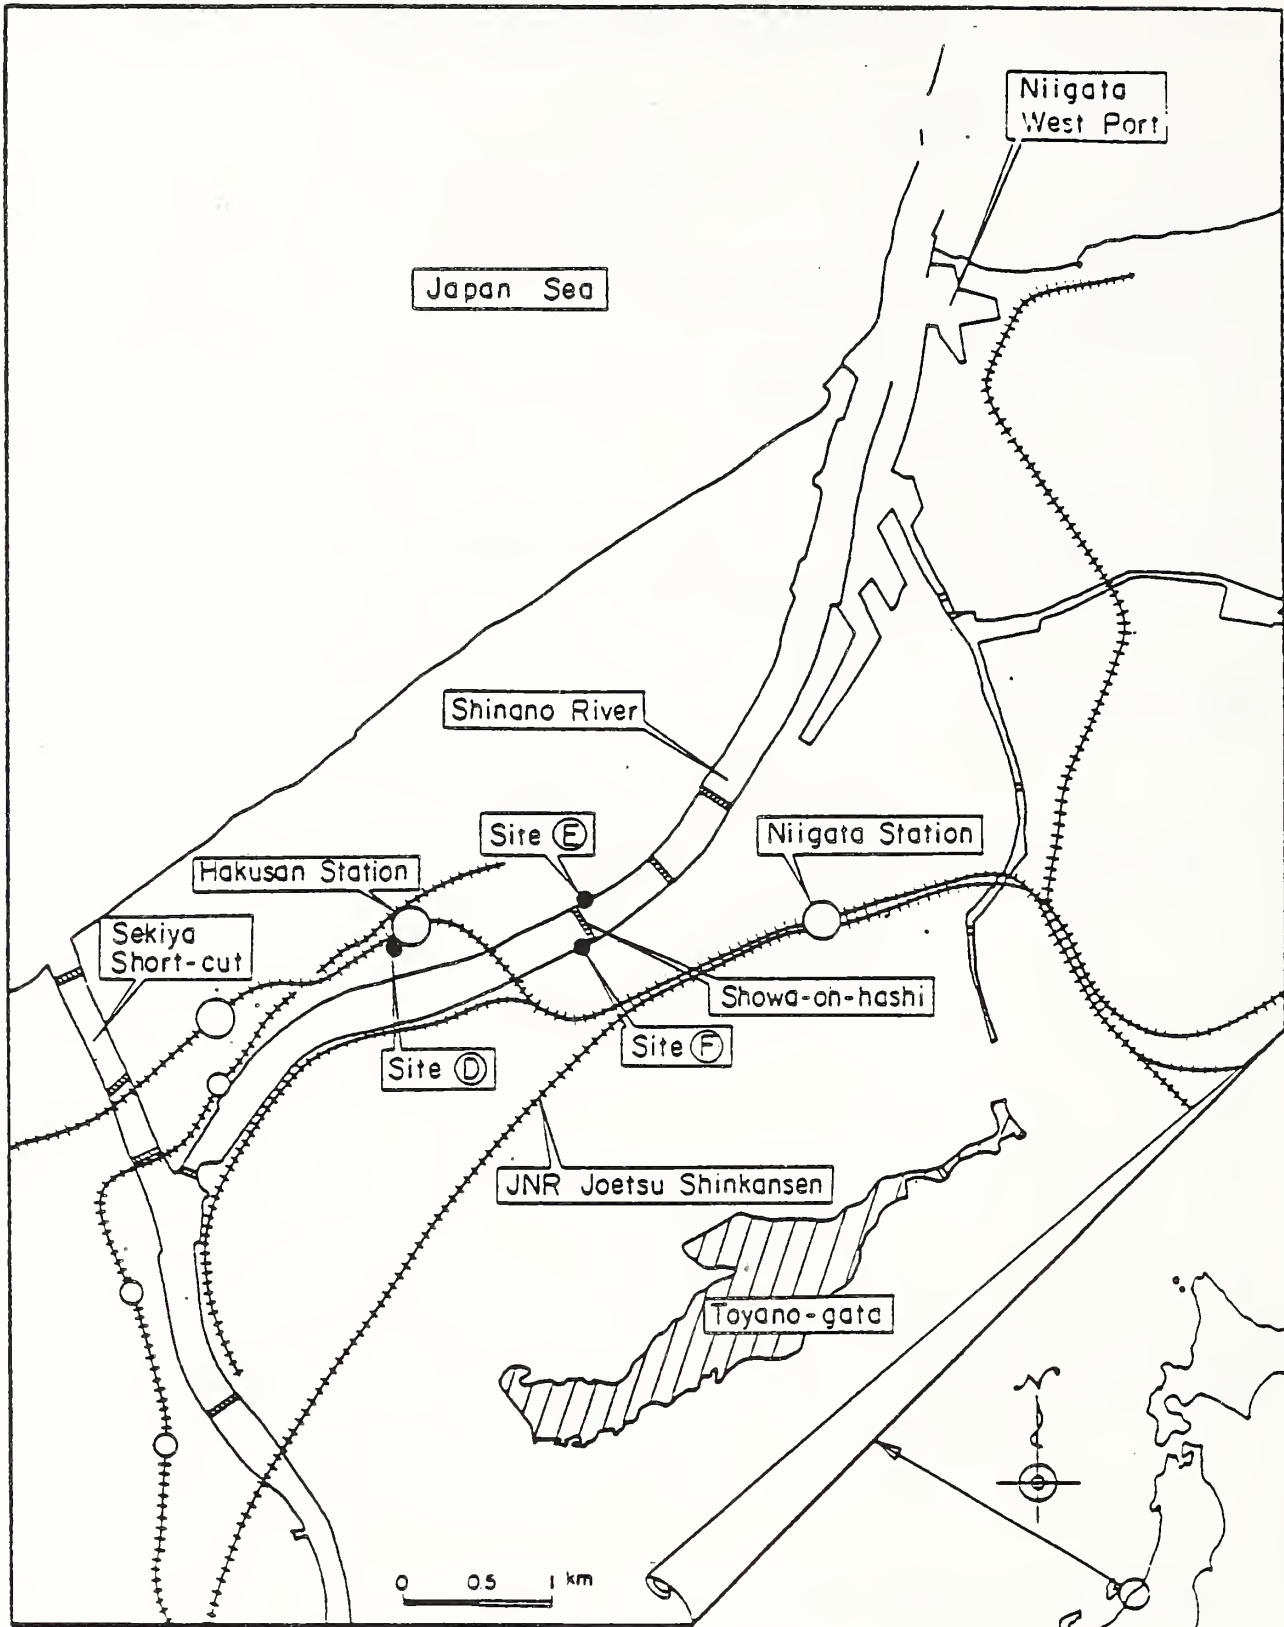 Niigata
West Port
Japan Sea
Shinano River
Site Ⓔ
Niigata Station
Hakusan Station
Sekiya
Short-cut
Showa-oh-hashi
Site Ⓕ
Site Ⓓ
JNR Joetsu Shinkansen
Toyano-gata
N
0 0.5 1 km